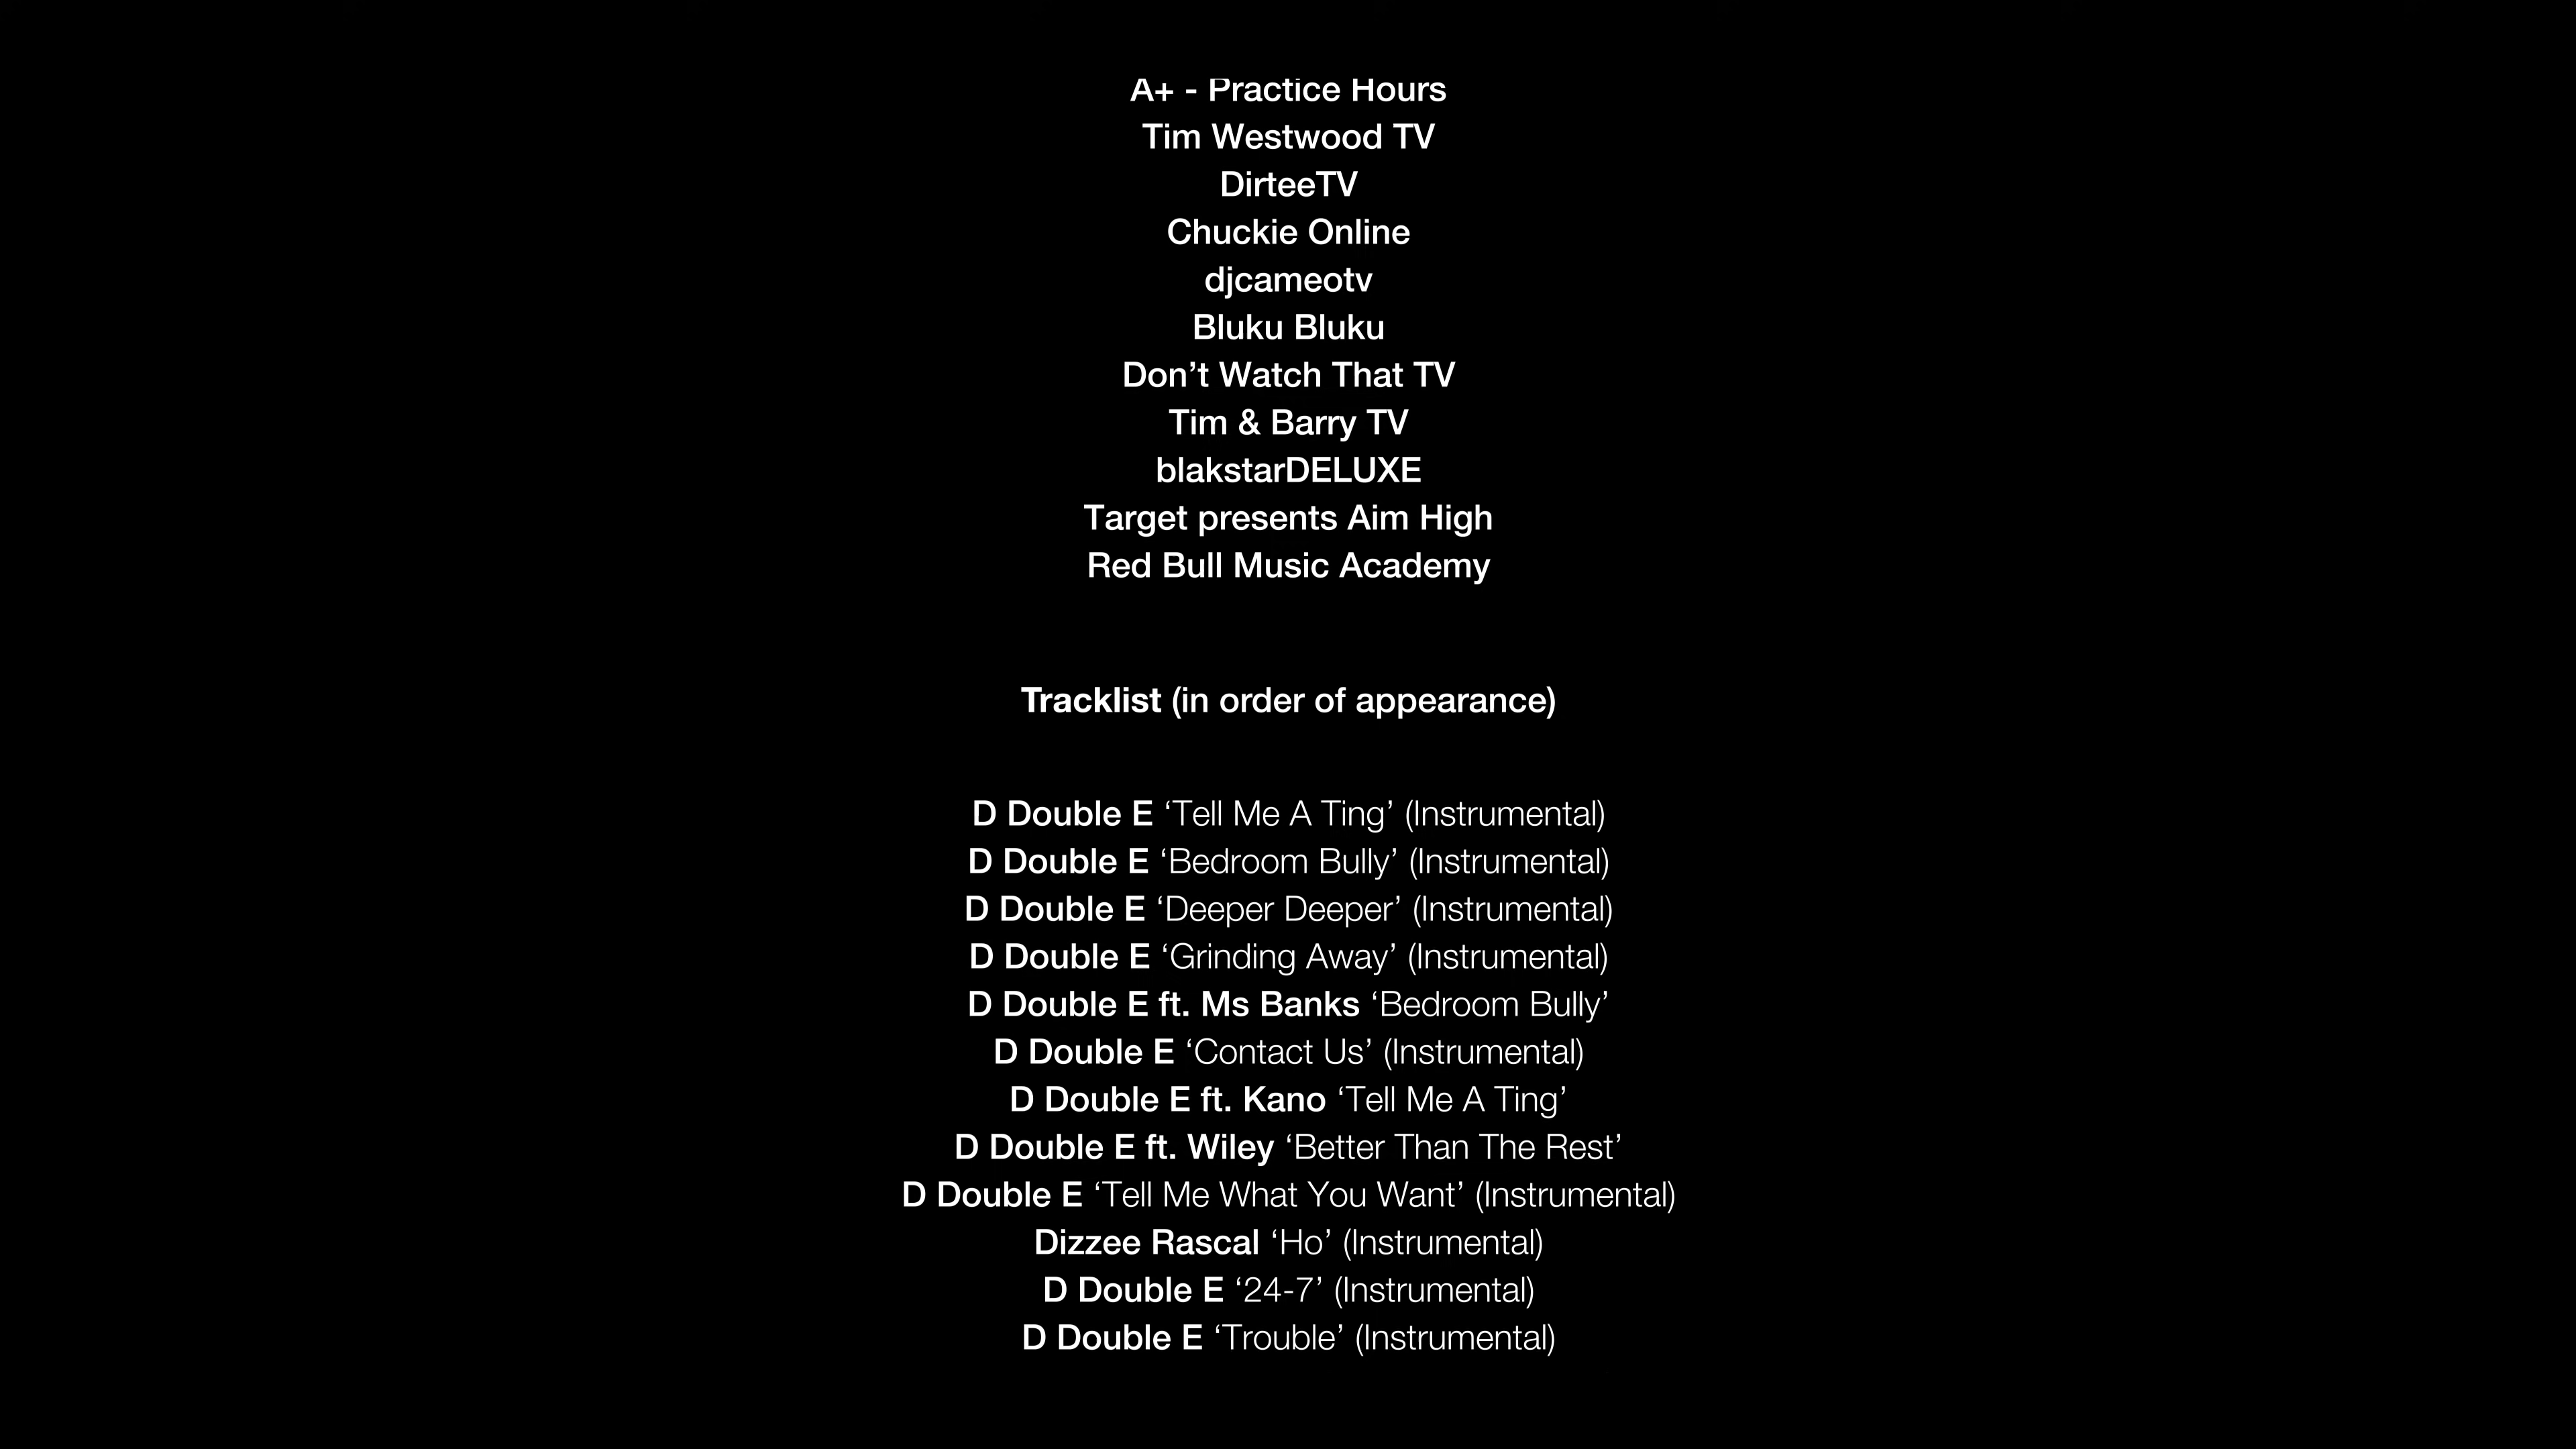 A+ - Practice Hours
Tim Westwood TV
DirteeTV
Chuckie Online
djcameotv
Bluku Bluku
Don’t Watch That TV
Tim & Barry TV
blakstarDELUXE
Target presents Aim High
Red Bull Music Academy
Tracklist (in order of appearance)
D Double E ‘Tell Me A Ting’ (Instrumental)
D Double E ‘Bedroom Bully’ (Instrumental)
D Double E ‘Deeper Deeper’ (Instrumental)
D Double E ‘Grinding Away’ (Instrumental)
D Double E ft. Ms Banks ‘Bedroom Bully’
D Double E ‘Contact Us’ (Instrumental)
D Double E ft. Kano ‘Tell Me A Ting’
D Double E ft. Wiley ‘Better Than The Rest’
D Double E ‘Tell Me What You Want’ (Instrumental)
Dizzee Rascal ‘Ho’ (Instrumental)
D Double E ‘24-7’ (Instrumental)
D Double E ‘Trouble’ (Instrumental)